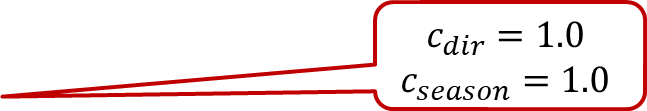 c_dir = 1.0
c_season = 1.0